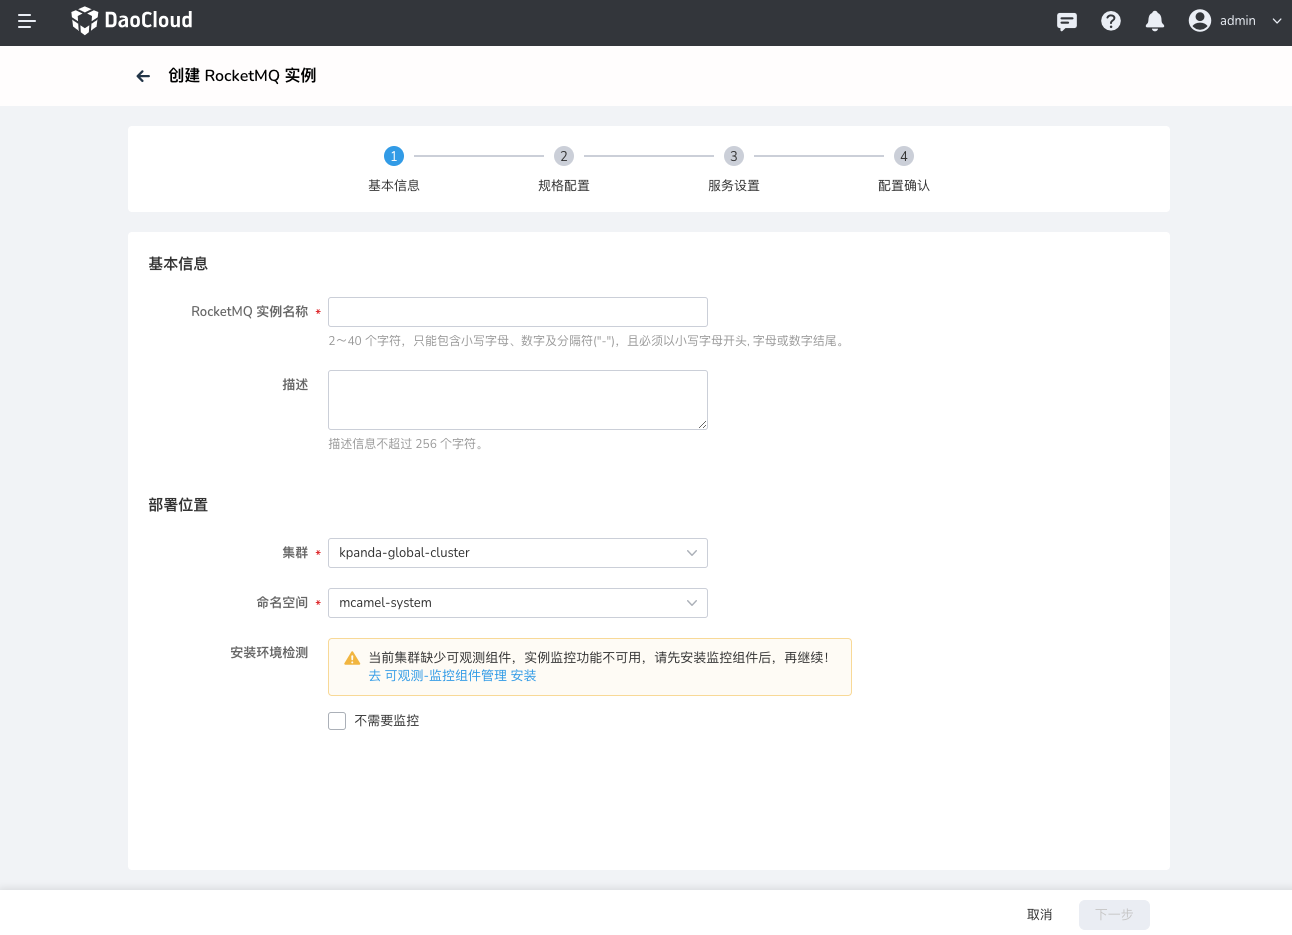 DaoCloud
admin
创建 RocketMQ 实例
1
2
3
4
基本信息
规格配置
服务设置
配置确认
基本信息
RocketMQ 实例名称 *
2～40 个字符，只能包含小写字母、数字及分隔符("-")，且必须以小写字母开头, 字母或数字结尾。
描述
描述信息不超过 256 个字符。
部署位置
集群 * kpanda-global-cluster
命名空间 * mcamel-system
安装环境检测
当前集群缺少可观测组件，实例监控功能不可用，请先安装监控组件后，再继续！
去 可观测-监控组件管理 安装
不需要监控
取消
下一步